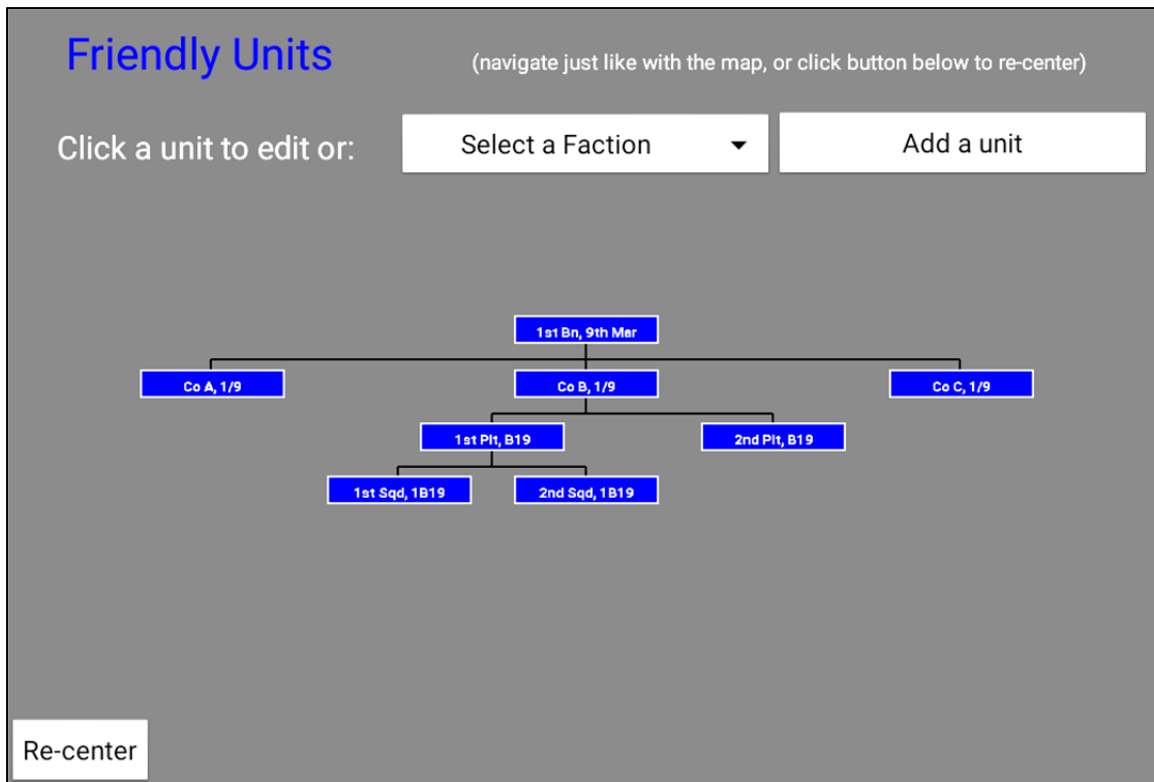 Friendly Units
(navigate just like with the map, or click button below to re-center)
Click a unit to edit or:
Select a Faction
Add a unit
1st Bn, 9th Mar
Co A, 1/9
Co B, 1/9
Co C, 1/9
1st Plt, B19
2nd Plt, B19
1st Sqd, 1B19
2nd Sqd, 1B19
Re-center